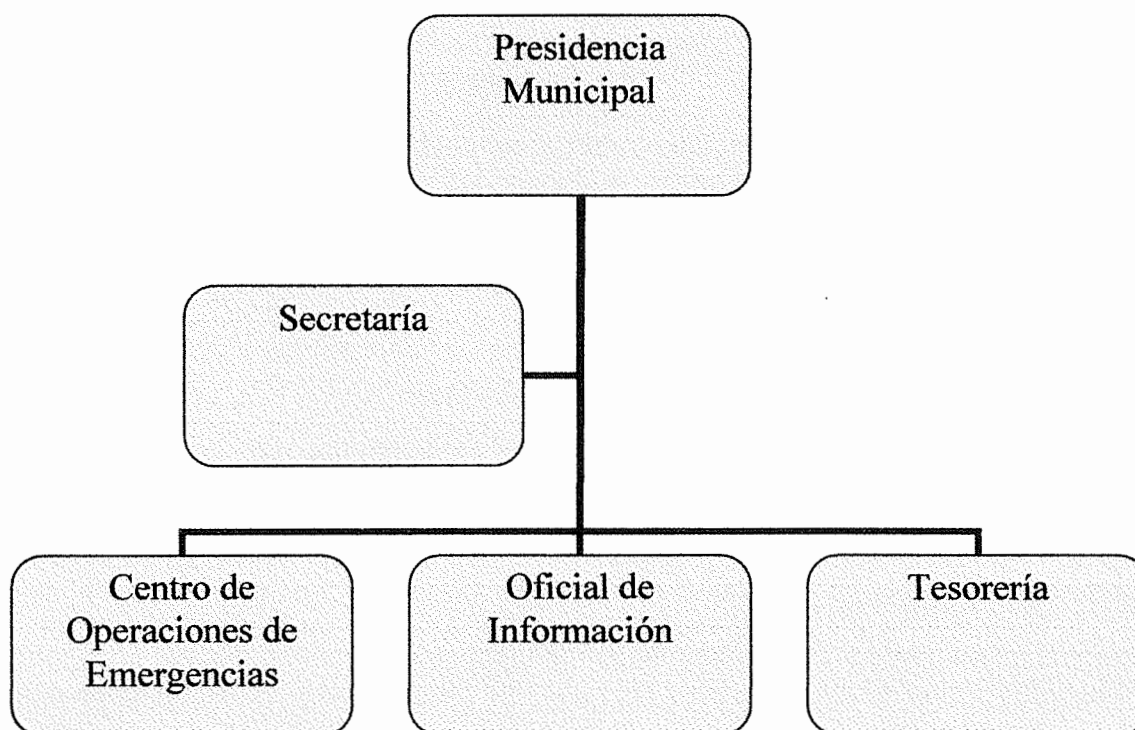 Presidencia
Municipal
Secretaría
Centro de
Operaciones de
Emergencias
Oficial de
Información
Tesorería